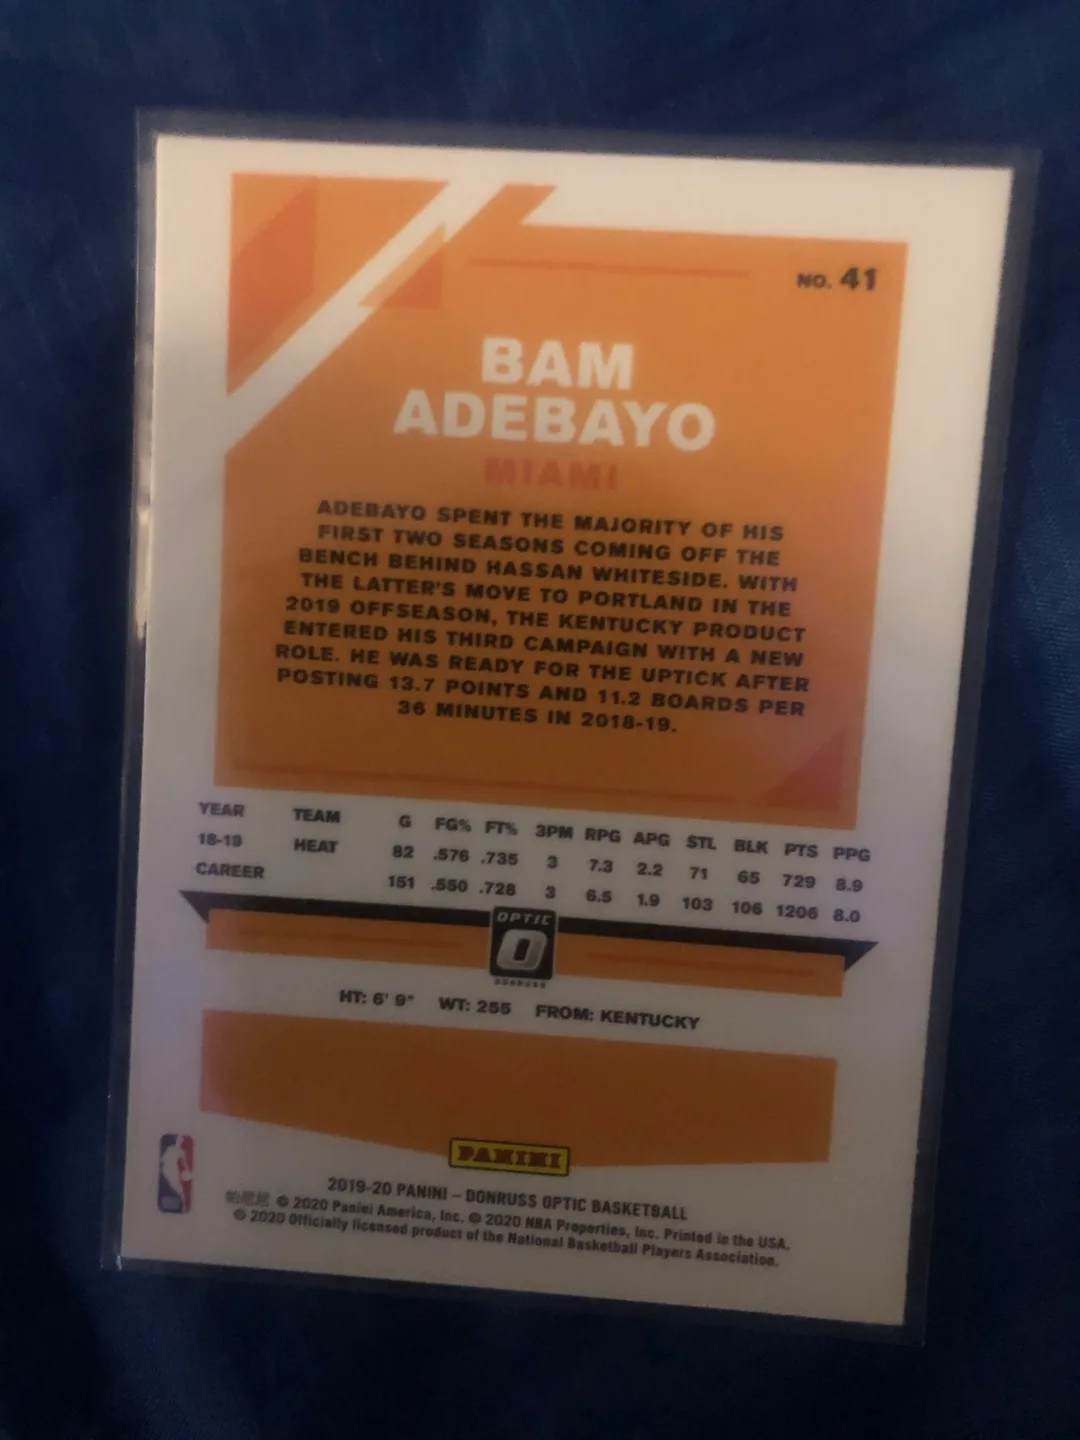 NO. 41
BAM
ADEBAYO
MIAMI
ADEBAYO SPENT THE MAJORITY OF HIS
FIRST TWO SEASONS COMING OFF THE
BENCH BEHIND HASSAN WHITESIDE. WITH
THE LATTER'S MOVE TO PORTLAND IN THE
2019 OFFSEASON, THE KENTUCKY PRODUCT
ENTERED HIS THIRD CAMPAIGN WITH A NEW
ROLE. HE WAS READY FOR THE UPTICK AFTER
POSTING 13.7 POINTS AND 11.2 BOARDS PER
36 MINUTES IN 2018-19.
YEAR TEAM G FG% FT% 3PM RPG APG STL BLK PTS PPG
18-19 HEAT 82 .576 .735 3 7.3 2.2 71 65 729 8.9
CAREER 151 .550 .728 3 6.5 1.9 103 106 1206 8.0
OPTIC
O
DONRUSS
HT: 6' 9" WT: 255 FROM: KENTUCKY
PANINI
2019-20 PANINI – DONRUSS OPTIC BASKETBALL
帕尼尼 © 2020 Panini America, Inc. © 2020 NBA Properties, Inc. Printed in the USA.
© 2020 Officially licensed product of the National Basketball Players Association.